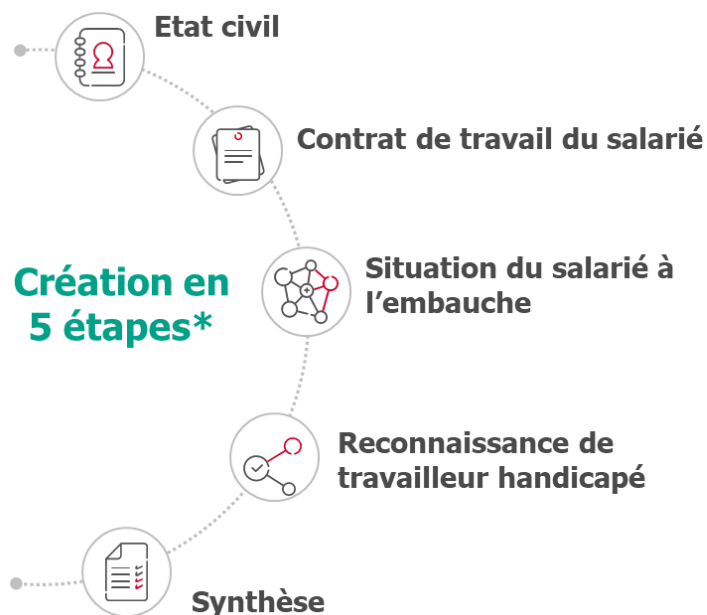 Etat civil
Contrat de travail du salarié
Situation du salarié à
l’embauche
Création en
5 étapes*
Reconnaissance de
travailleur handicapé
Synthèse